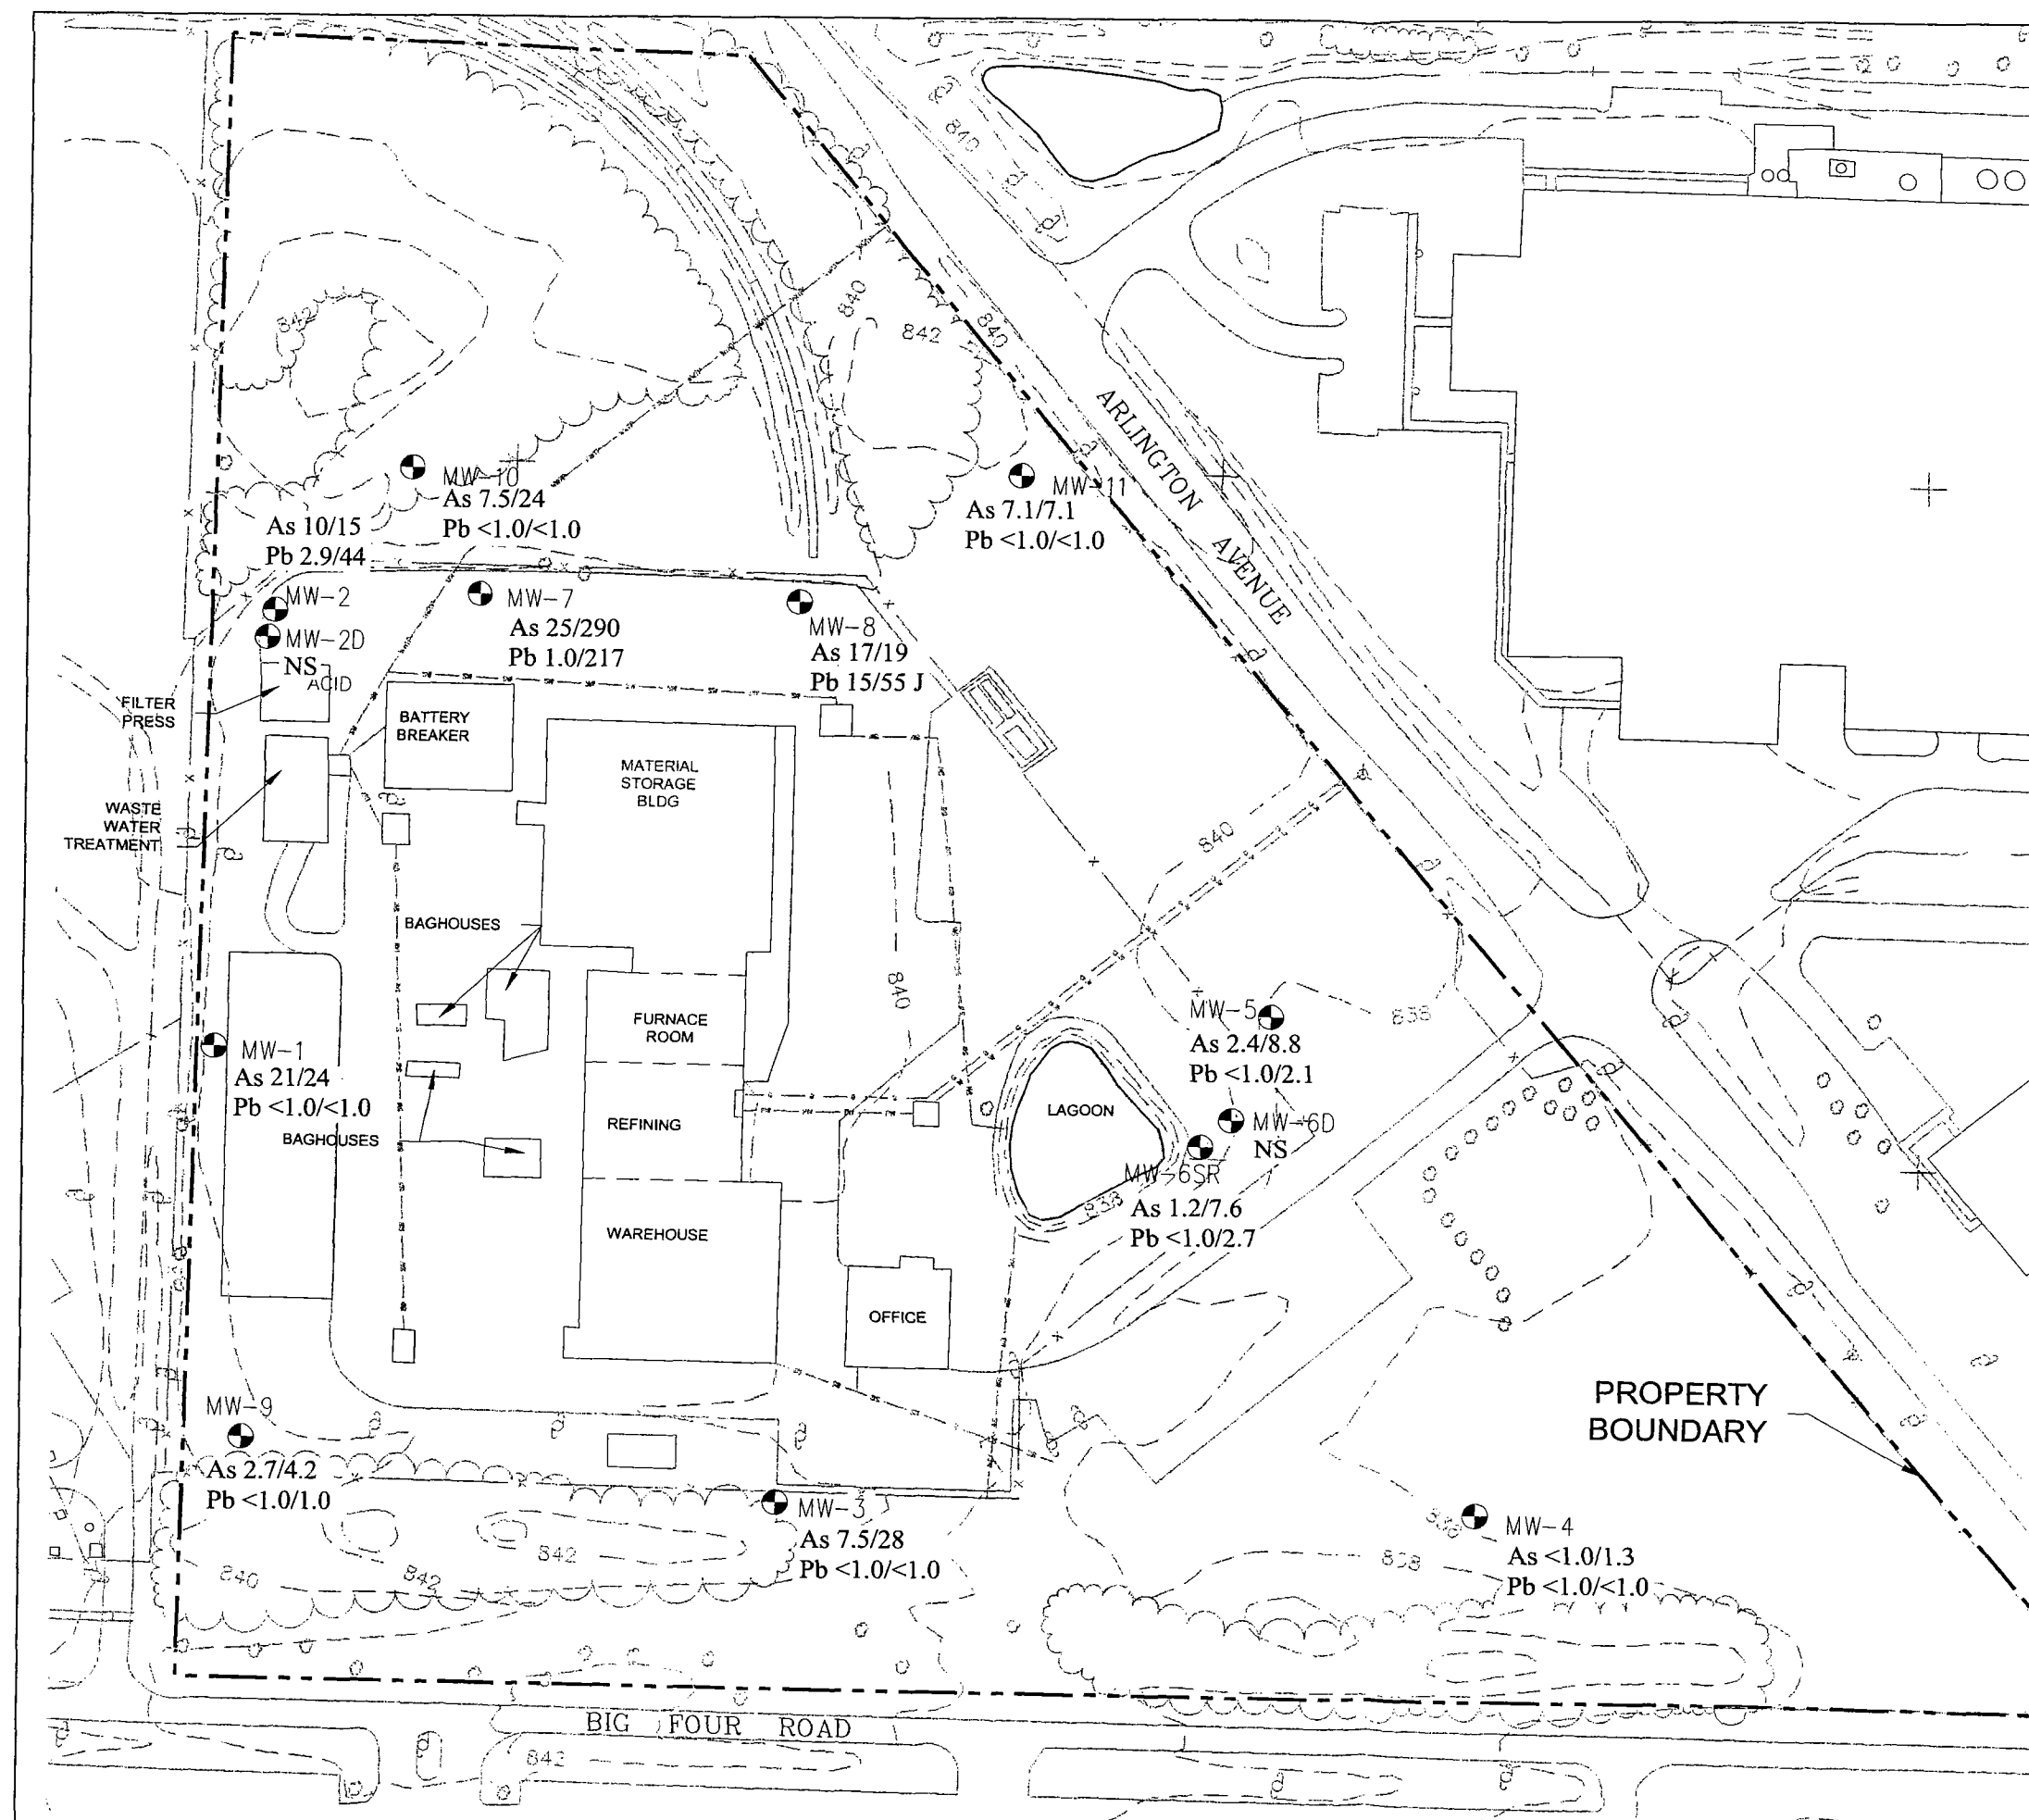 840
842
840
842
840
ARLINGTON
AVENUE
MW-10
As 7.5/24
Pb <1.0/<1.0
MW-11
As 7.1/7.1
Pb <1.0/<1.0
As 10/15
Pb 2.9/44
MW-2
MW-2D
NS
ACID
MW-7
As 25/290
Pb 1.0/217
MW-8
As 17/19
Pb 15/55 J
FILTER
PRESS
BATTERY
BREAKER
MATERIAL
STORAGE
BLDG
WASTE
WATER
TREATMENT
840
BAGHOUSES
840
FURNACE
ROOM
MW-5
As 2.4/8.8
Pb <1.0/2.1
838
MW-1
As 21/24
Pb <1.0/<1.0
BAGHOUSES
REFINING
LAGOON
MW-6D
NS
MW-6SR
838
As 1.2/7.6
Pb <1.0/2.7
WAREHOUSE
OFFICE
PROPERTY
BOUNDARY
MW-9
As 2.7/4.2
Pb <1.0/1.0
MW-3
As 7.5/28
Pb <1.0/<1.0
838
MW-4
As <1.0/1.3
Pb <1.0/<1.0
838
842
840
842
BIG FOUR ROAD
842